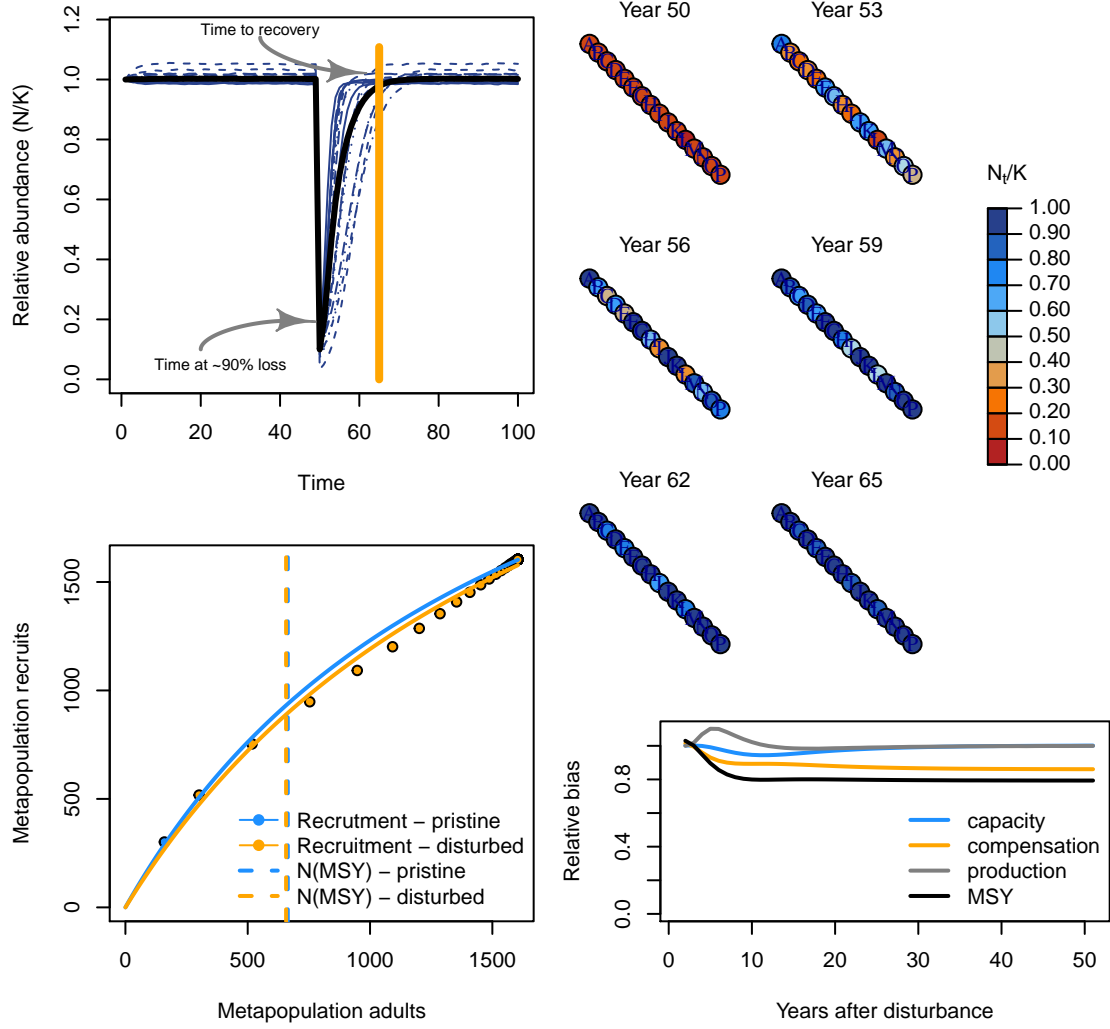 Relative abundance (N/K)
1.2
1.0
0.8
0.6
0.4
0.2
0.0
Time to recovery
Time at ~90% loss
0
20
40
60
80
100
Time
Year 50
Year 53
Year 56
Year 59
Year 62
Year 65
Nt/K
1.00
0.90
0.80
0.70
0.60
0.50
0.40
0.30
0.20
0.10
0.00
Metapopulation recruits
1500
1000
500
0
Recrutment – pristine
Recruitment – disturbed
N(MSY) – pristine
N(MSY) – disturbed
0
500
1000
1500
Metapopulation adults
Relative bias
0.8
0.4
0.0
capacity
compensation
production
MSY
0
10
20
30
40
50
Years after disturbance